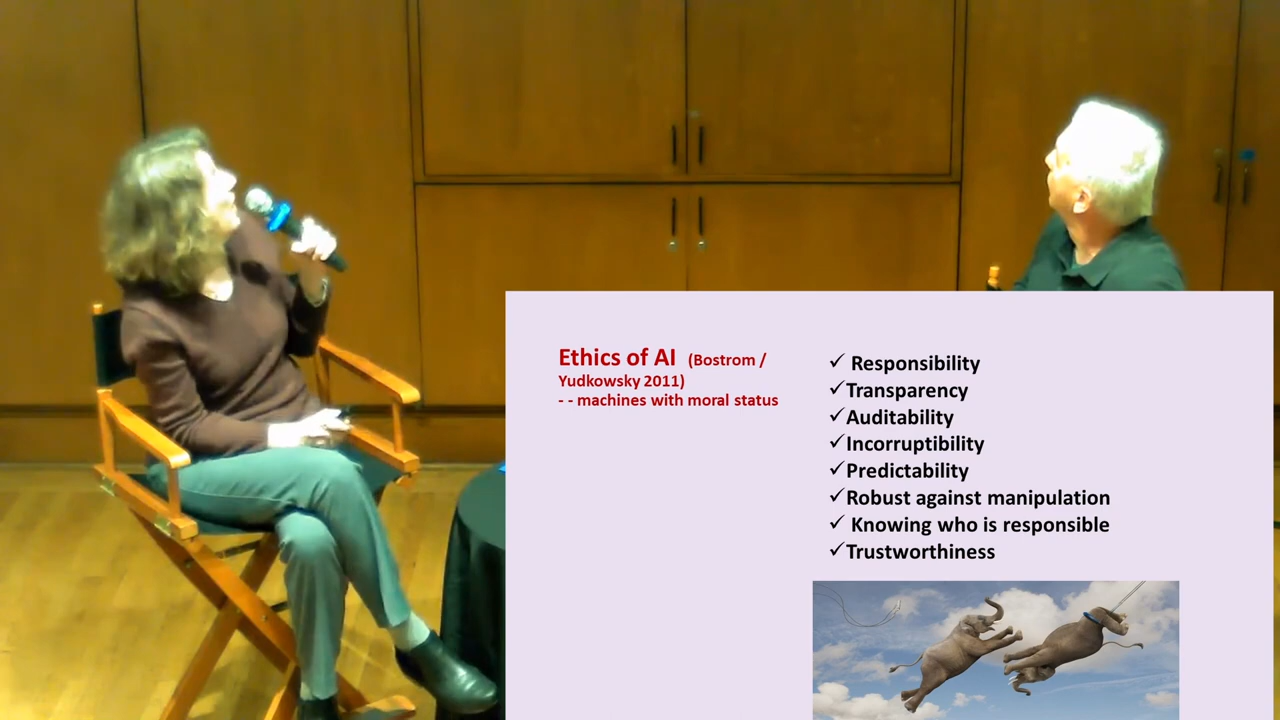 Ethics of AI (Bostrom /
Yudkowsky 2011)
- - machines with moral status
✓ Responsibility
✓Transparency
✓Auditability
✓Incorruptibility
✓Predictability
✓Robust against manipulation
✓ Knowing who is responsible
✓Trustworthiness